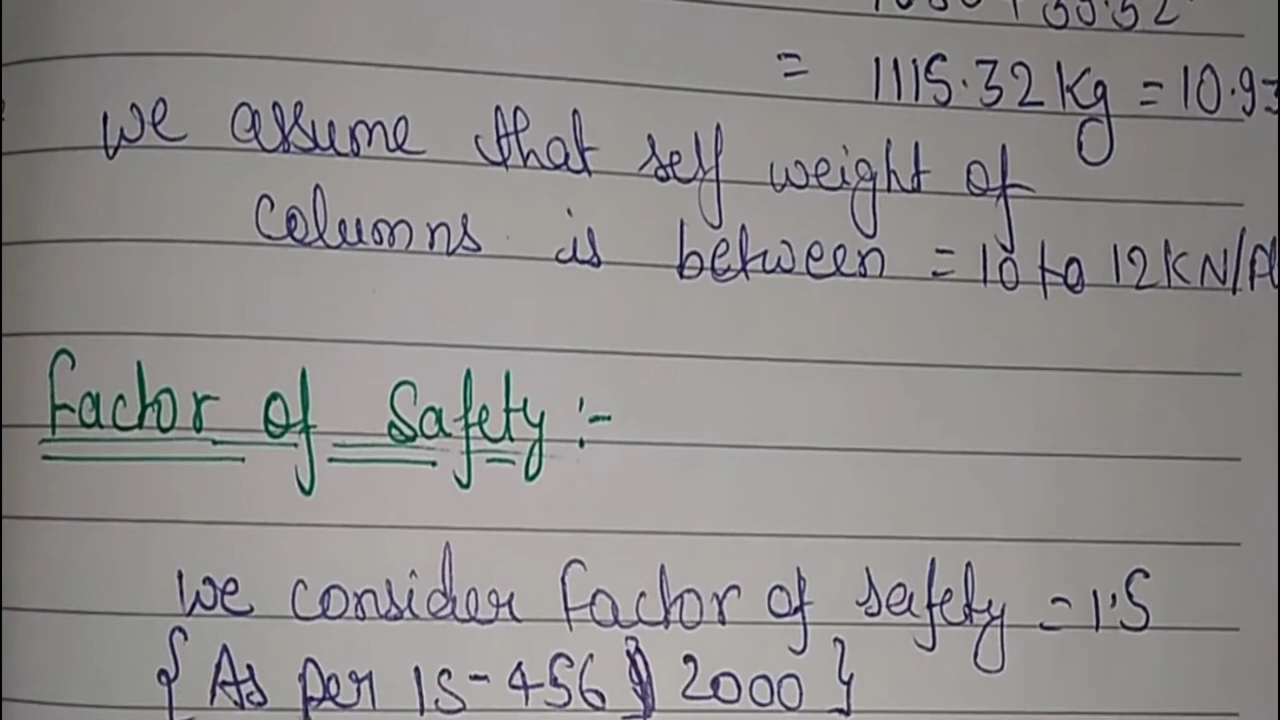 = 1115.32 Kg = 10.93
we assume that self weight of
columns is between = 10 to 12 KN/
Factor of Safety :-
we consider factor of safety = 1.5
{ As per IS-456 2000 }